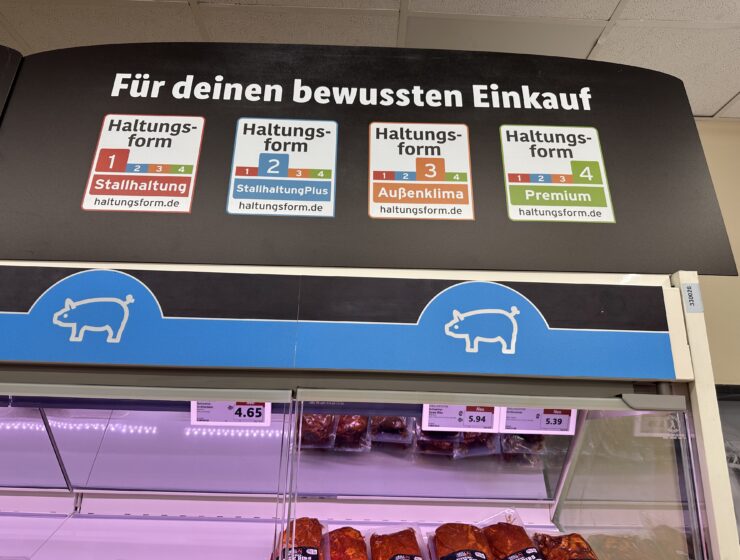 Für deinen bewussten Einkauf
Haltungs-
form
1 2 3 4
Stallhaltung
haltungsform.de
Haltungs-
form
1 2 3 4
StallhaltungPlus
haltungsform.de
Haltungs-
form
1 2 3 4
Außenklima
haltungsform.de
Haltungs-
form
1 2 3 4
Premium
haltungsform.de
4.65
Neu
5.94
Neu
5.39